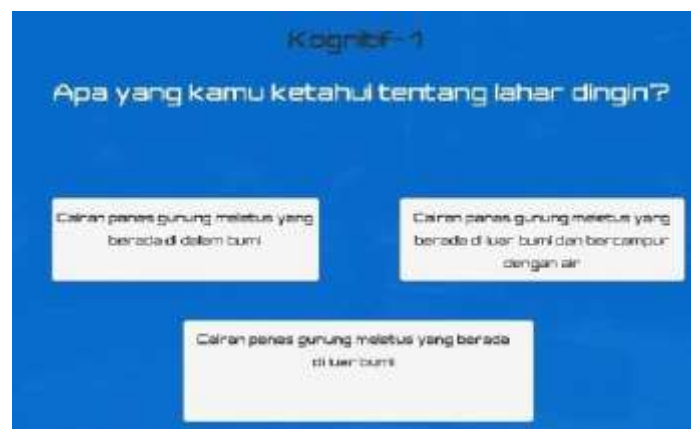 Kognitif-1
Apa yang kamu ketahui tentang lahar dingin?
Cairan panas gunung meletus yang
berada di dalam bumi
Cairan panas gunung meletus yang
berada di luar bumi dan bercampur
dengan air
Cairan panas gunung meletus yang berada
di luar bumi